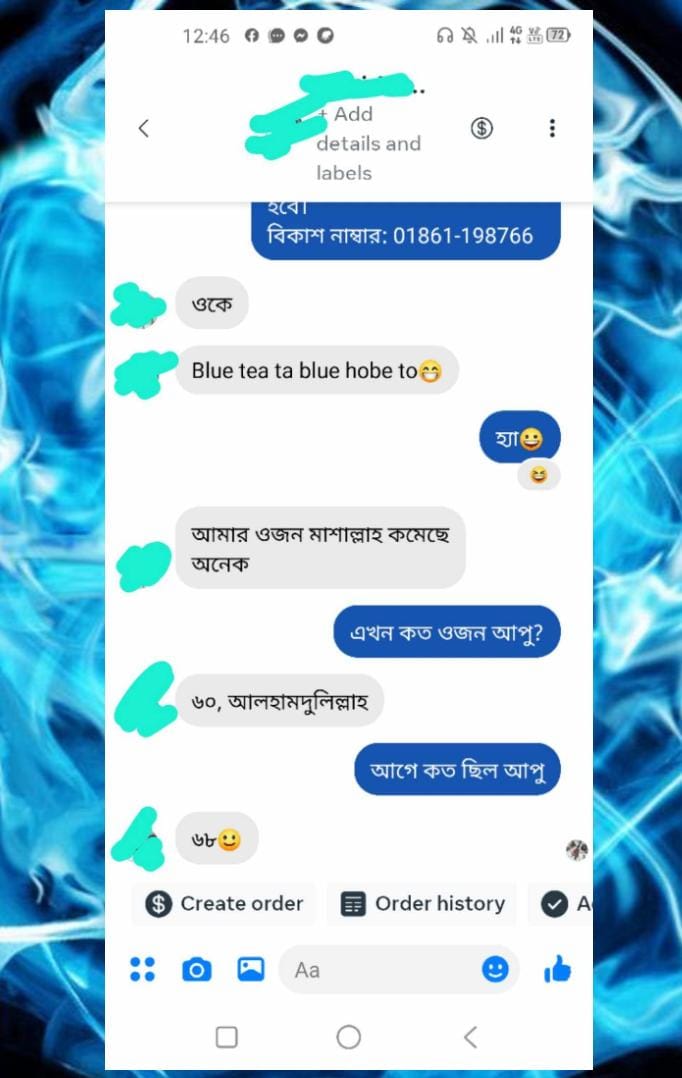 12:46
4G
72
+ Add
details and
labels
হবে।
বিকাশ নাম্বার: 01861-198766
ওকে
Blue tea ta blue hobe to😁
হ্যা😀
😆
আমার ওজন মাশাল্লাহ কমেছে
অনেক
এখন কত ওজন আপু?
৬০, আলহামদুলিল্লাহ
আগে কত ছিল আপু
৬৮🙂
Create order
Order history
Aa